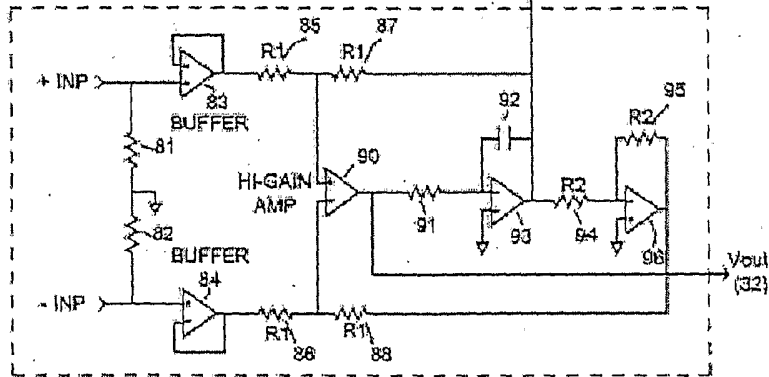 85
87
R1
R1
+ INP
83
BUFFER
92
95
R2
81
90
HI-GAIN
AMP
R2
91
93
94
96
82
BUFFER
84
Vout
(32)
- INP
R1
R1
86
88